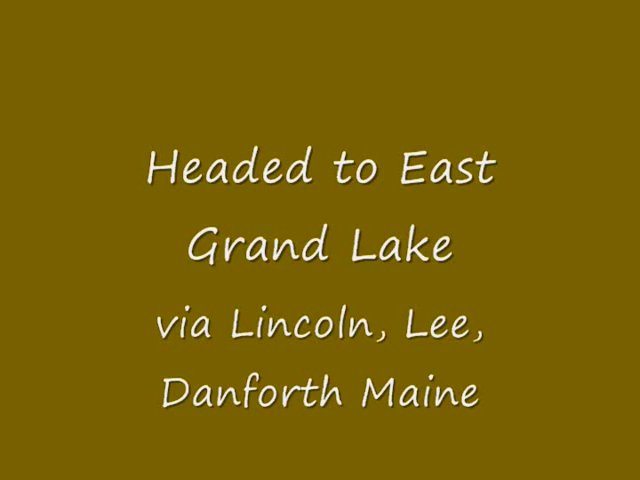 Headed to East
Grand Lake
via Lincoln, Lee,
Danforth Maine